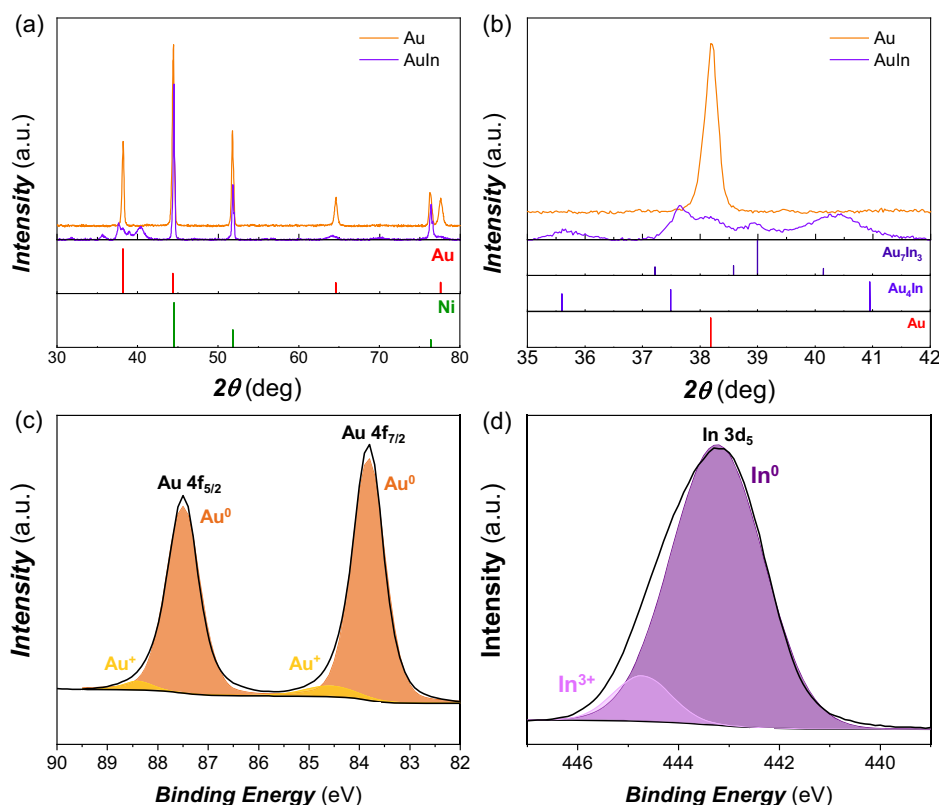 (a)
Au
AuIn
Intensity (a.u.)
Au
Ni
30 40 50 60 70 80
2θ (deg)
(b)
Au
AuIn
Intensity (a.u.)
Au₇In₃
Au₄In
Au
35 36 37 38 39 40 41 42
2θ (deg)
(c)
Au 4f₇/₂
Au⁰
Au 4f₅/₂
Au⁰
Au⁺
Au⁺
Intensity (a.u.)
90 89 88 87 86 85 84 83 82
Binding Energy (eV)
(d)
In 3d₅
In⁰
In³⁺
Intensity (a.u.)
446 444 442 440
Binding Energy (eV)